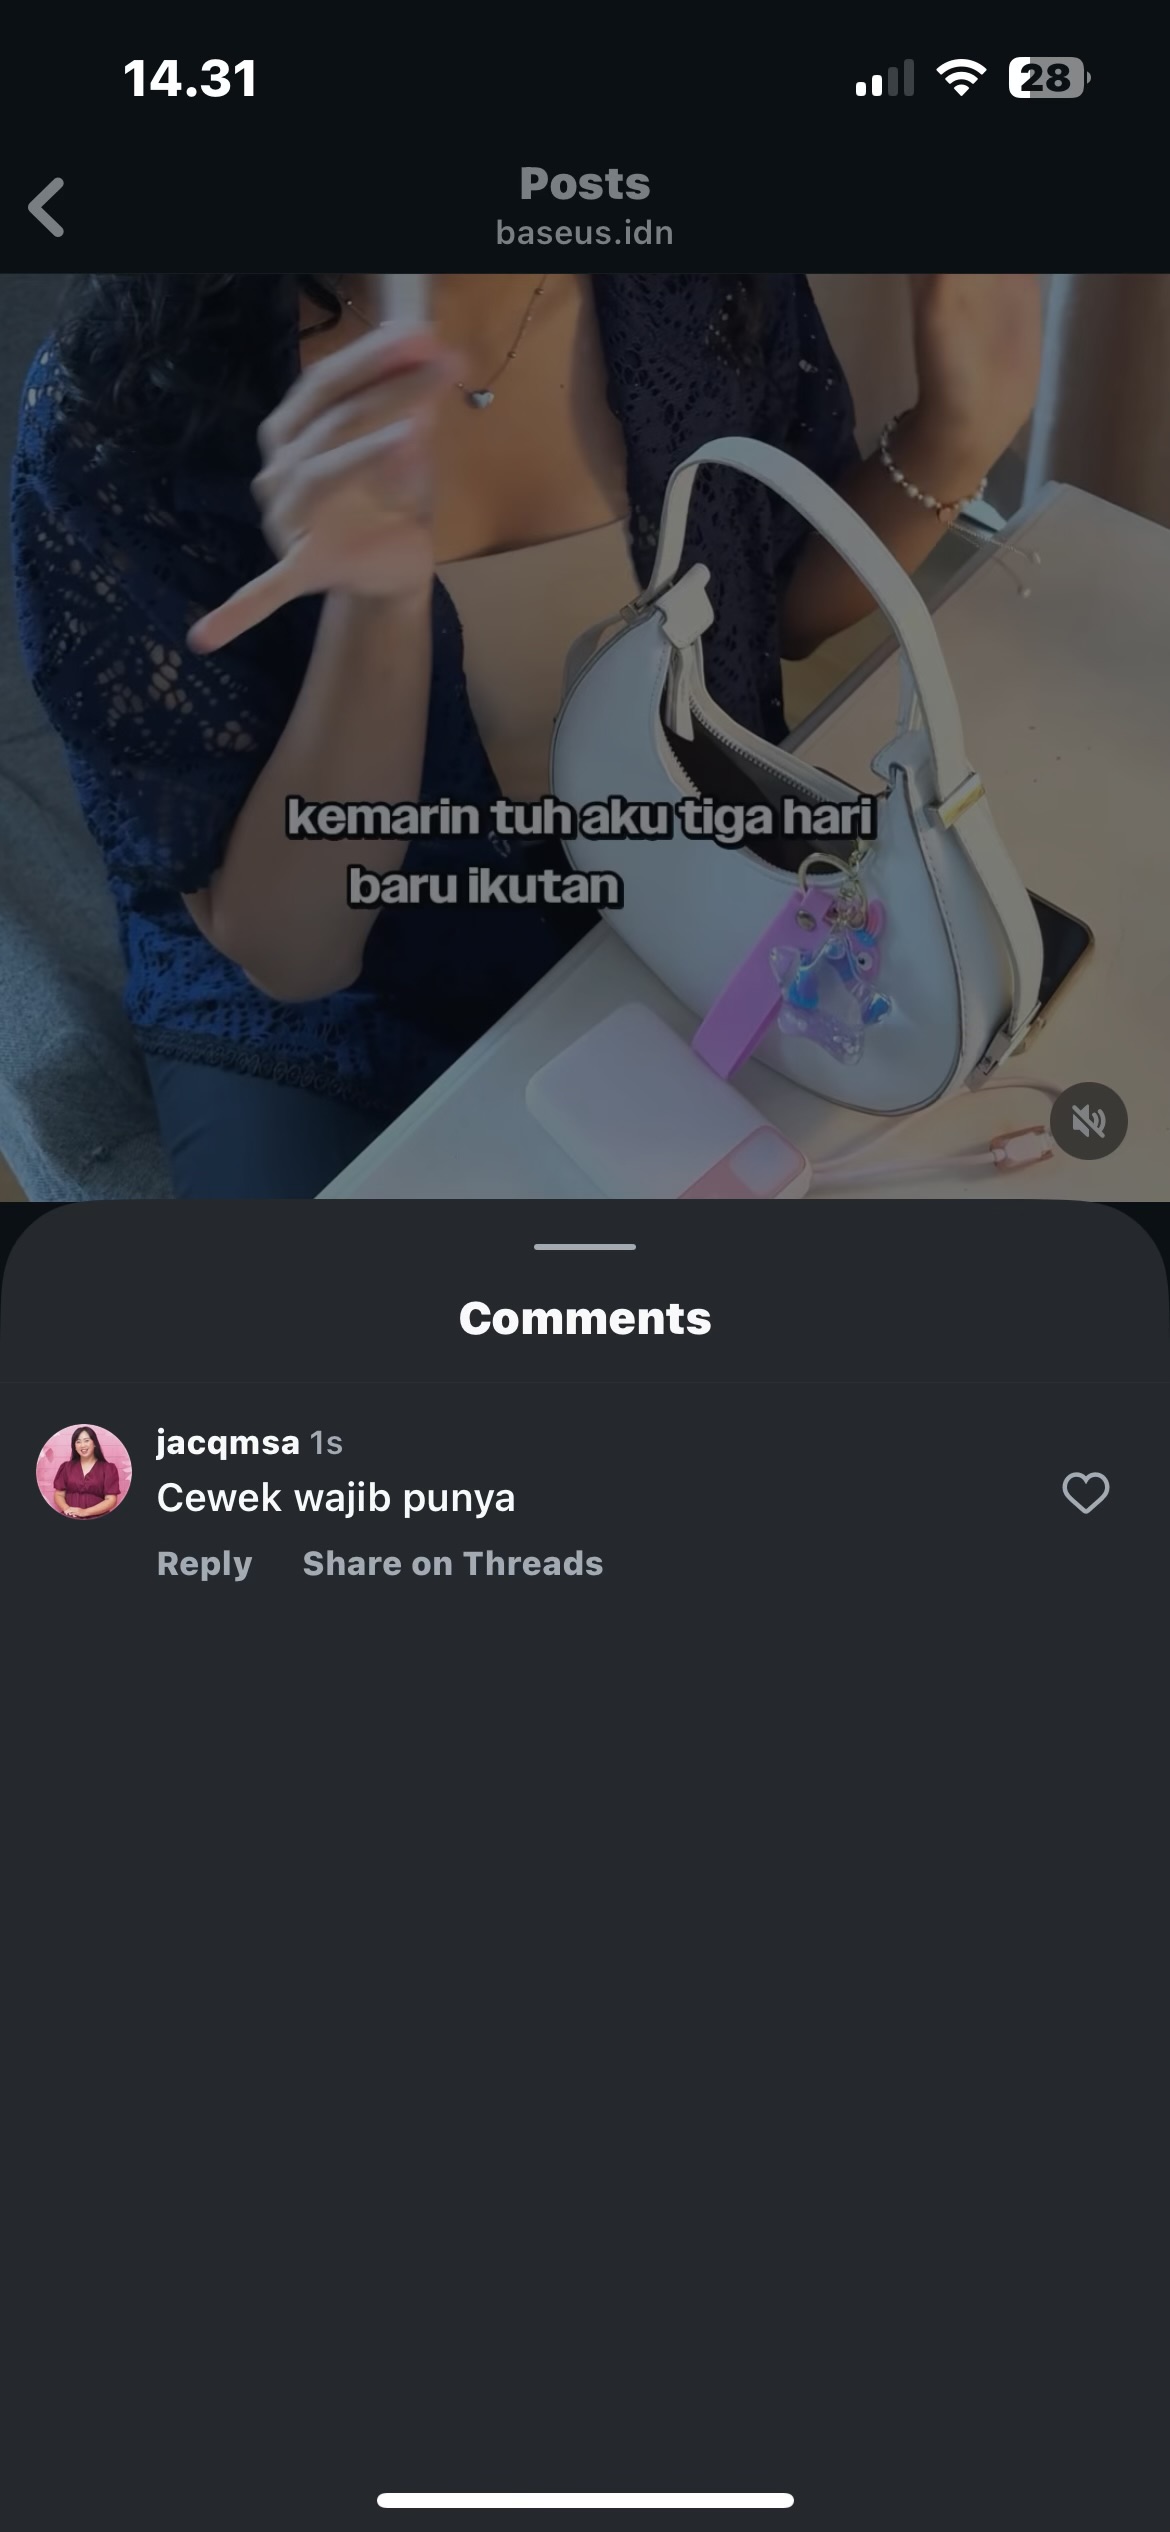 14.31
28
Posts
baseus.idn
kemarin tuh aku tiga hari
baru ikutan
Comments
jacqmsa 1s
Cewek wajib punya
Reply Share on Threads